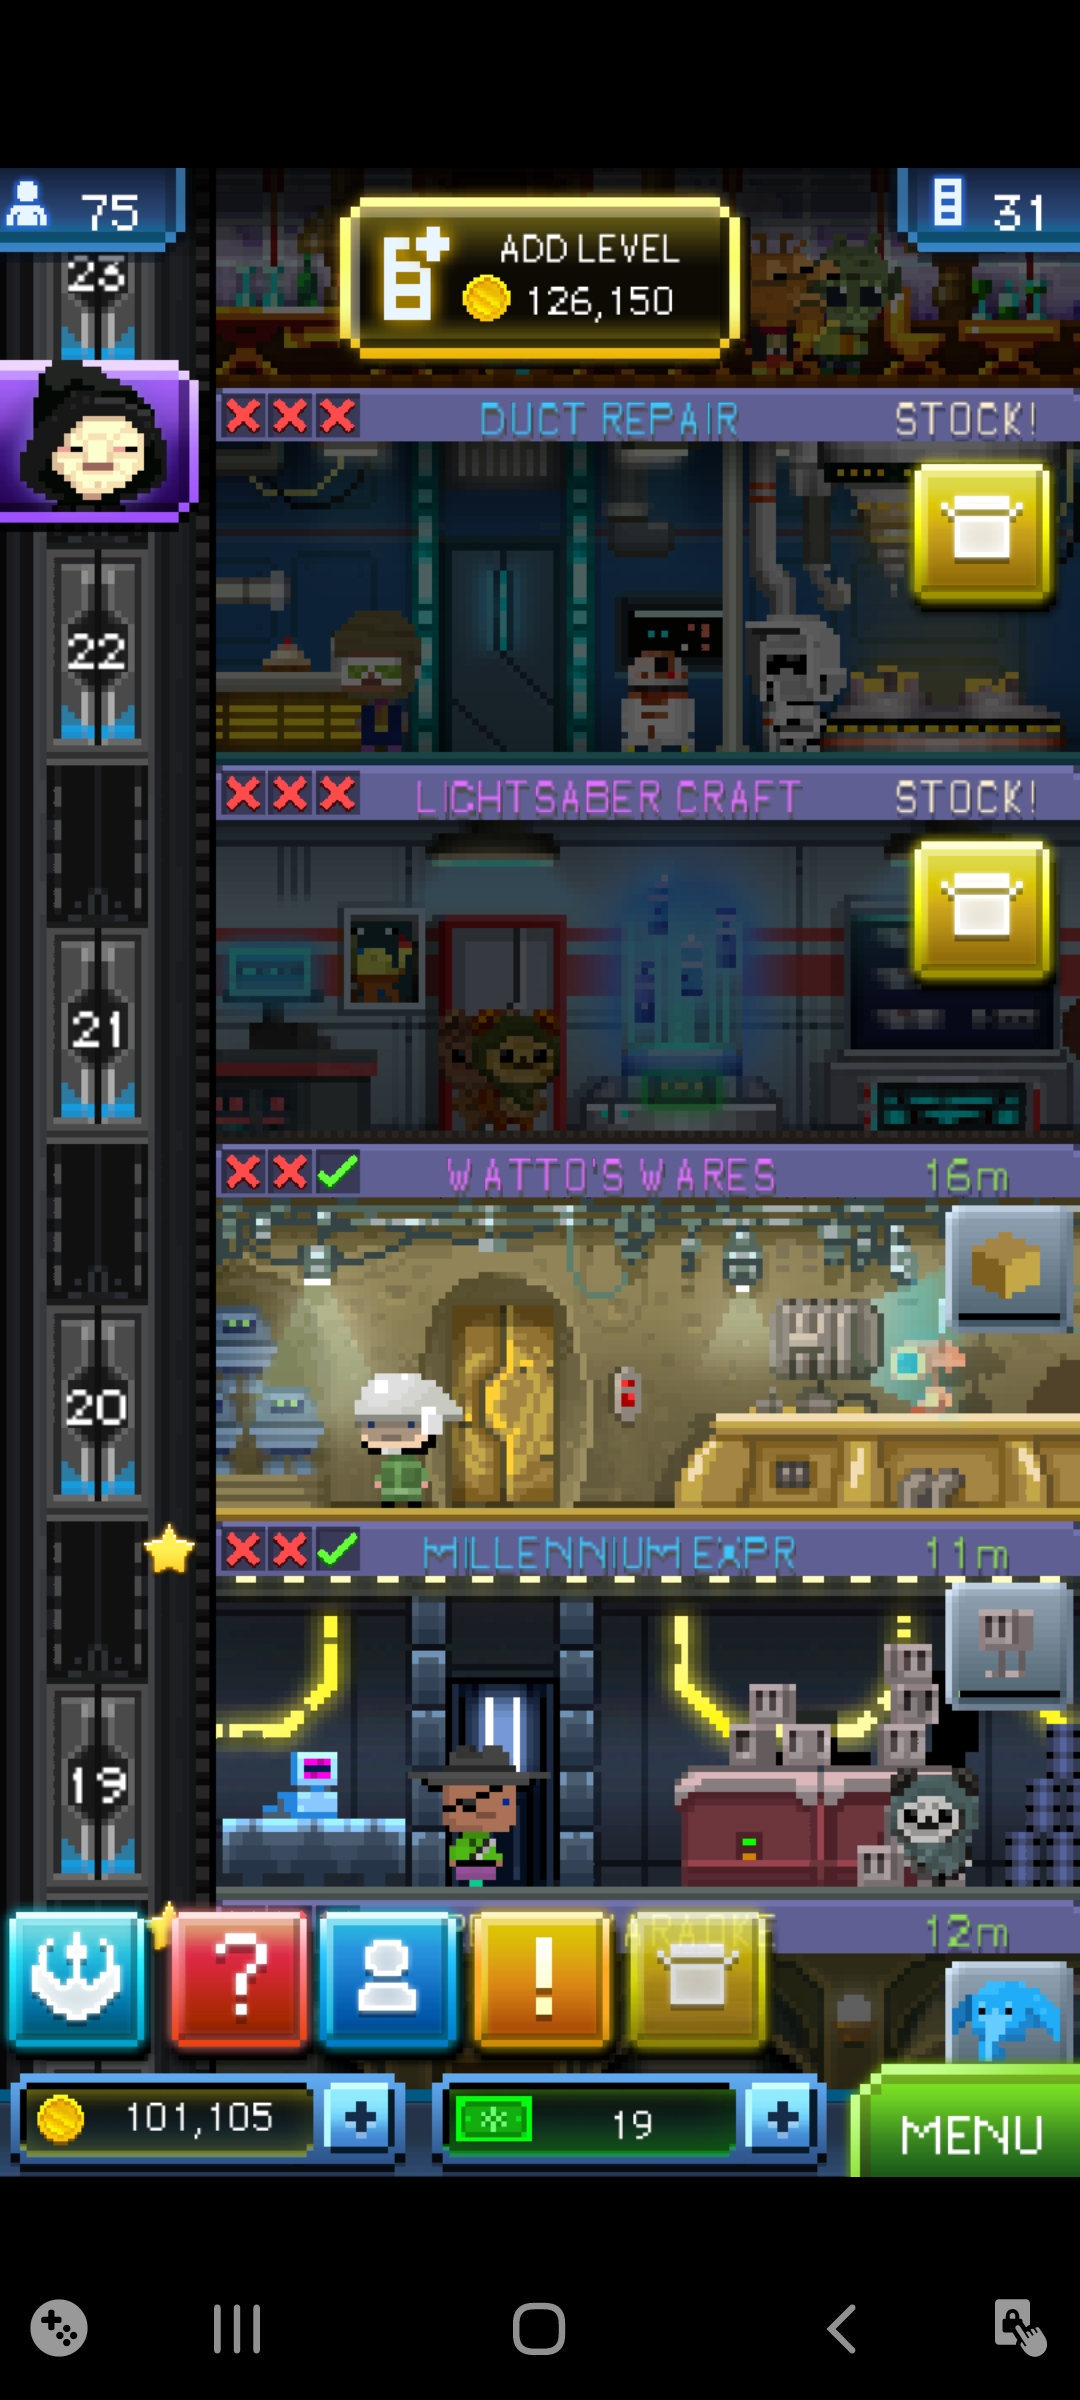 75
31
ADD LEVEL
126,150
23
DUCT REPAIR
STOCK!
22
LIGHTSABER CRAFT
STOCK!
21
WATTO'S WARES
16m
20
MILLENNIUM EXPR
11m
19
12m
?
!
101,105
19
MENU